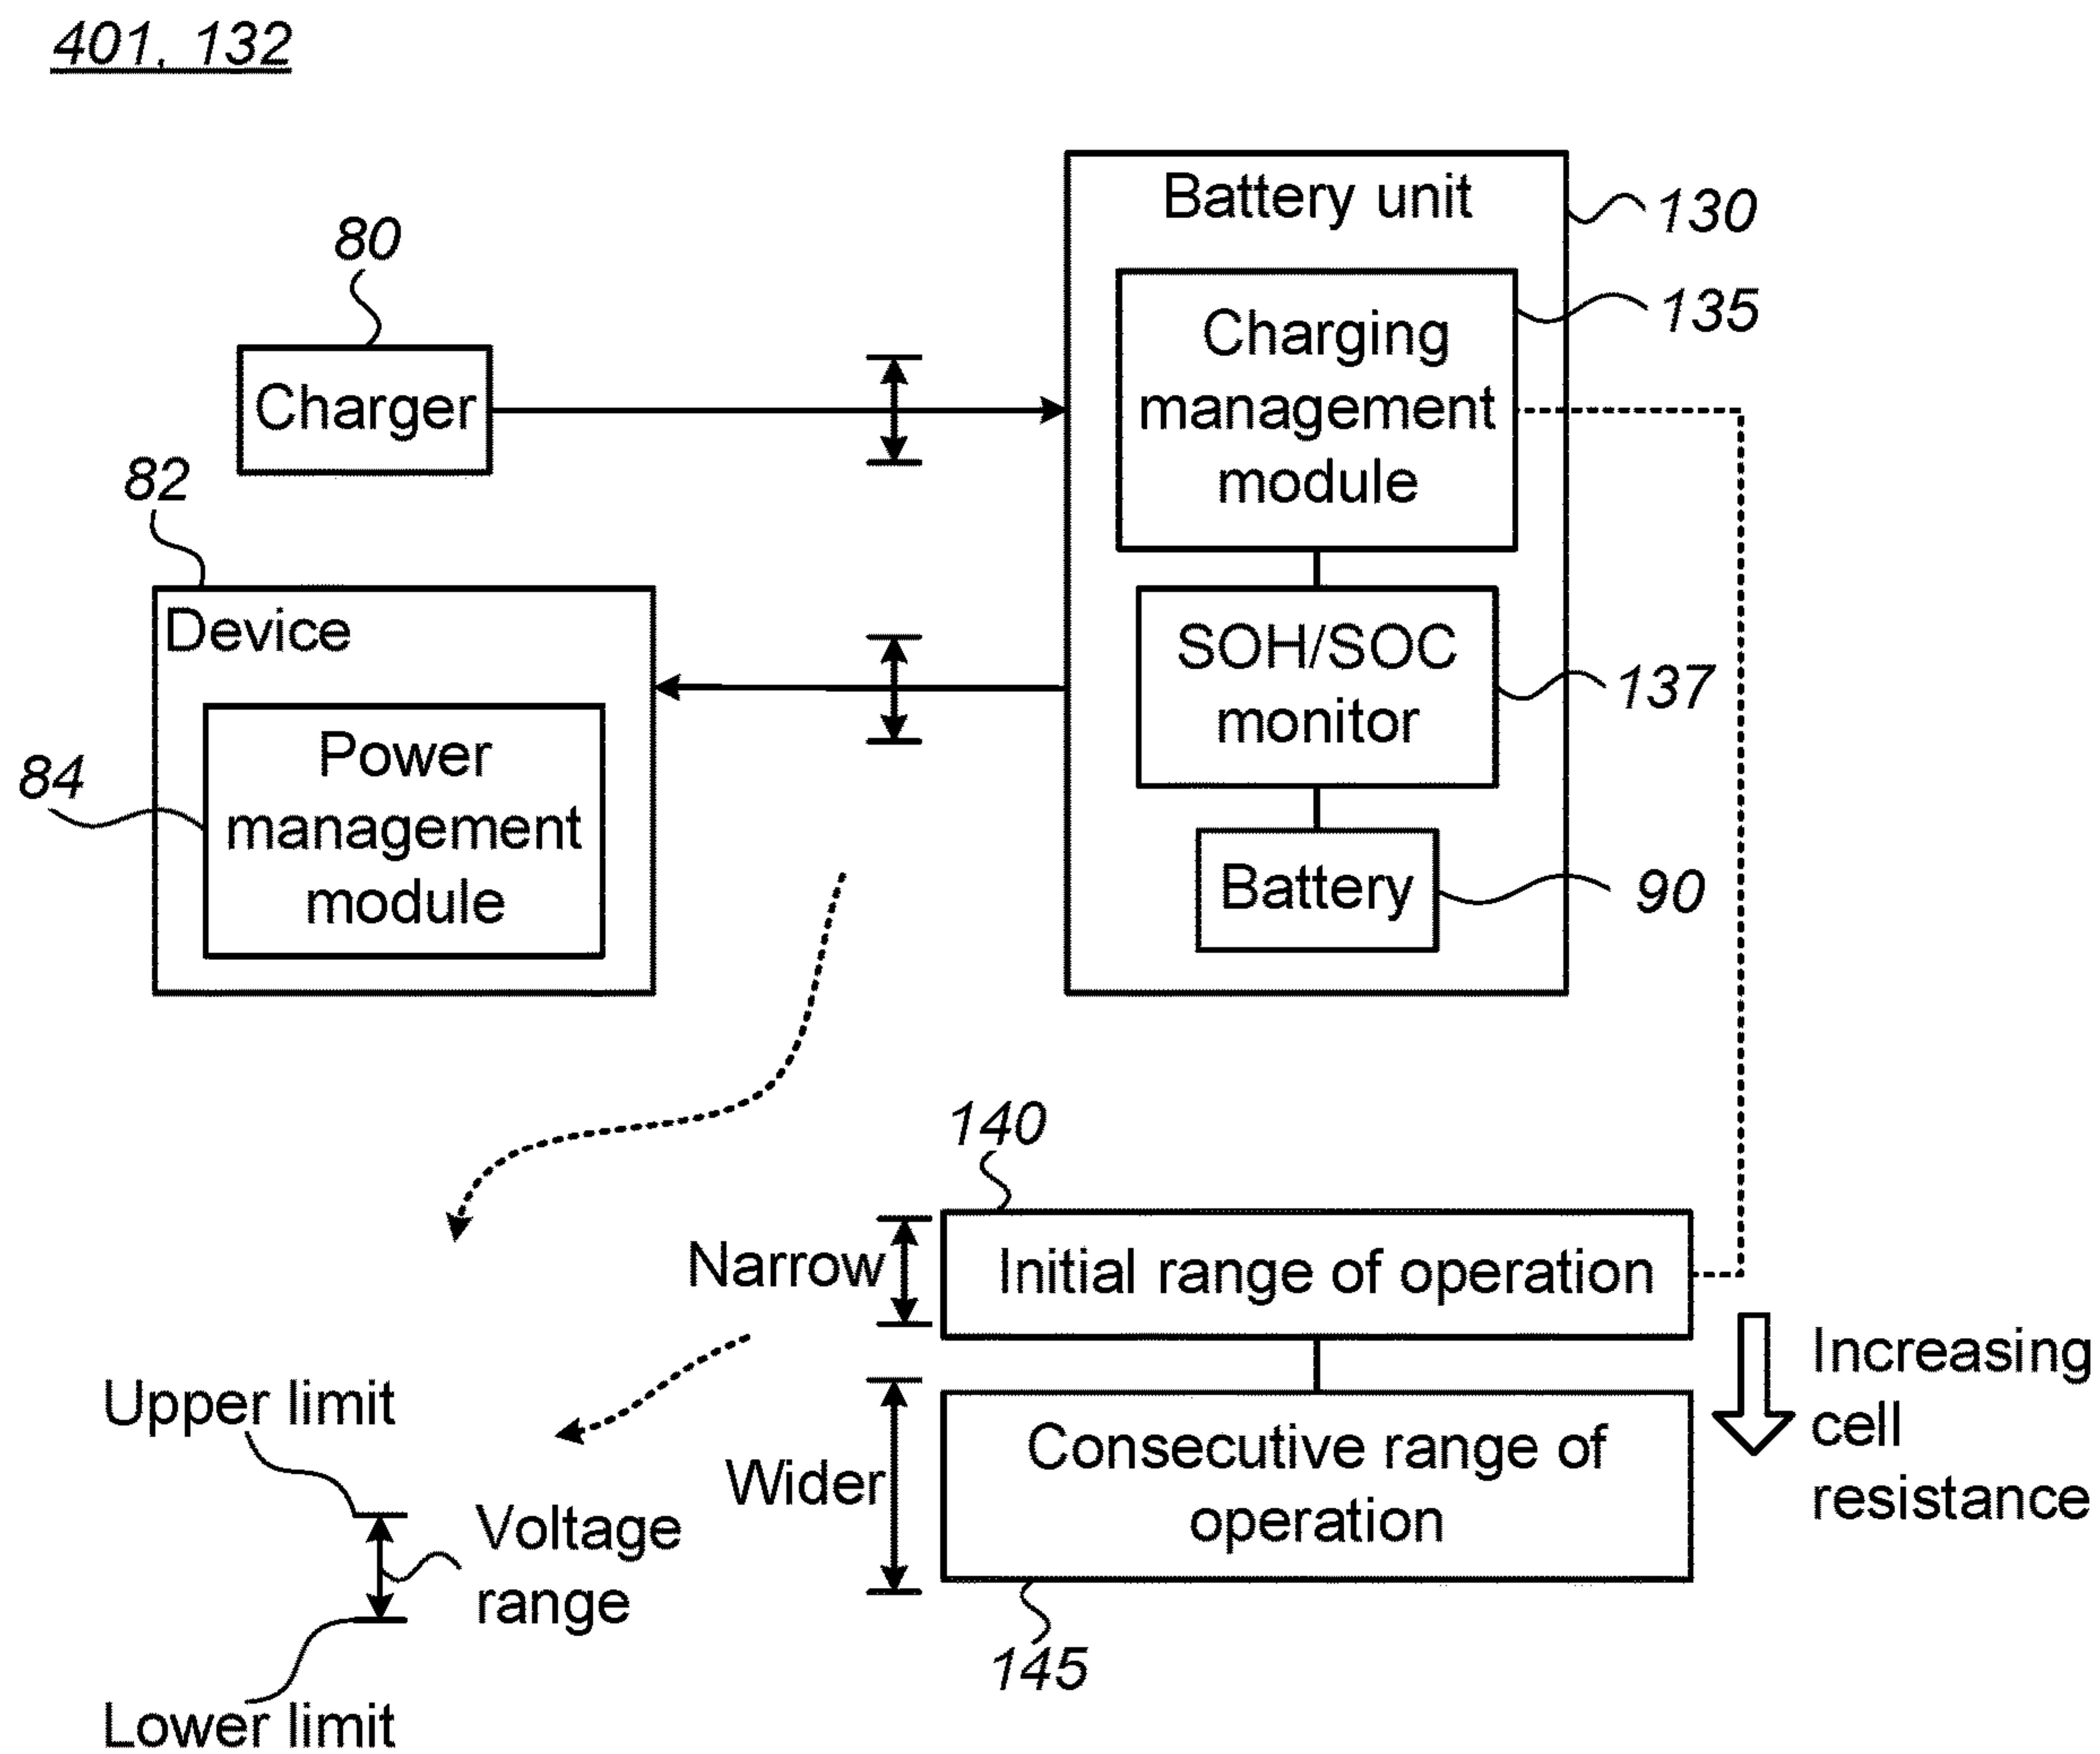 401, 132
Battery unit
130
80
Charging
management
module
135
Charger
82
Device
SOH/SOC
monitor
137
Power
management
module
84
Battery
90
140
Narrow
Initial range of operation
Increasing
cell
resistance
Upper limit
Wider
Consecutive range of
operation
Voltage
range
145
Lower limit